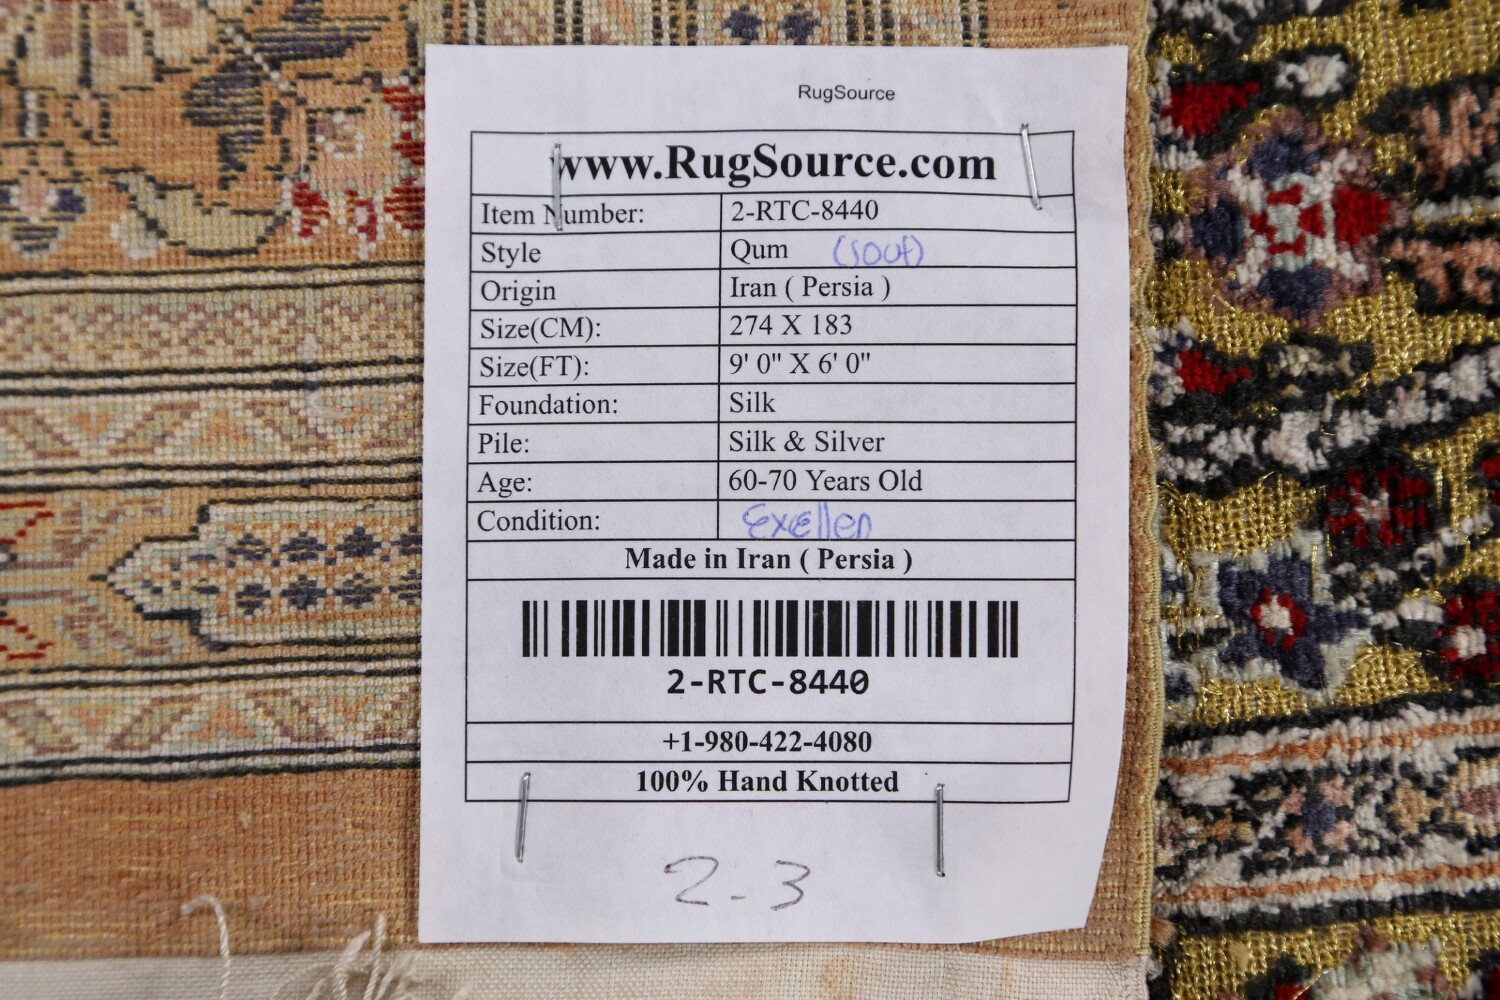 RugSource
www.RugSource.com
Item Number: 2-RTC-8440
Style Qum (souf)
Origin Iran ( Persia )
Size(CM): 274 X 183
Size(FT): 9' 0" X 6' 0"
Foundation: Silk
Pile: Silk & Silver
Age: 60-70 Years Old
Condition: Exellen
Made in Iran ( Persia )
2-RTC-8440
+1-980-422-4080
100% Hand Knotted
2-3